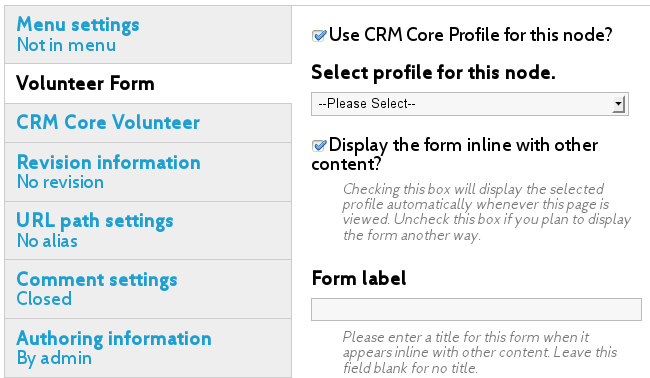 Menu settings
Not in menu
Volunteer Form
CRM Core Volunteer
Revision information
No revision
URL path settings
No alias
Comment settings
Closed
Authoring information
By admin
Use CRM Core Profile for this node?
Select profile for this node.
--Please Select--
Display the form inline with other
content?
Checking this box will display the selected
profile automatically whenever this page is
viewed. Uncheck this box if you plan to display
the form another way.
Form label
Please enter a title for this form when it
appears inline with other content. Leave this
field blank for no title.